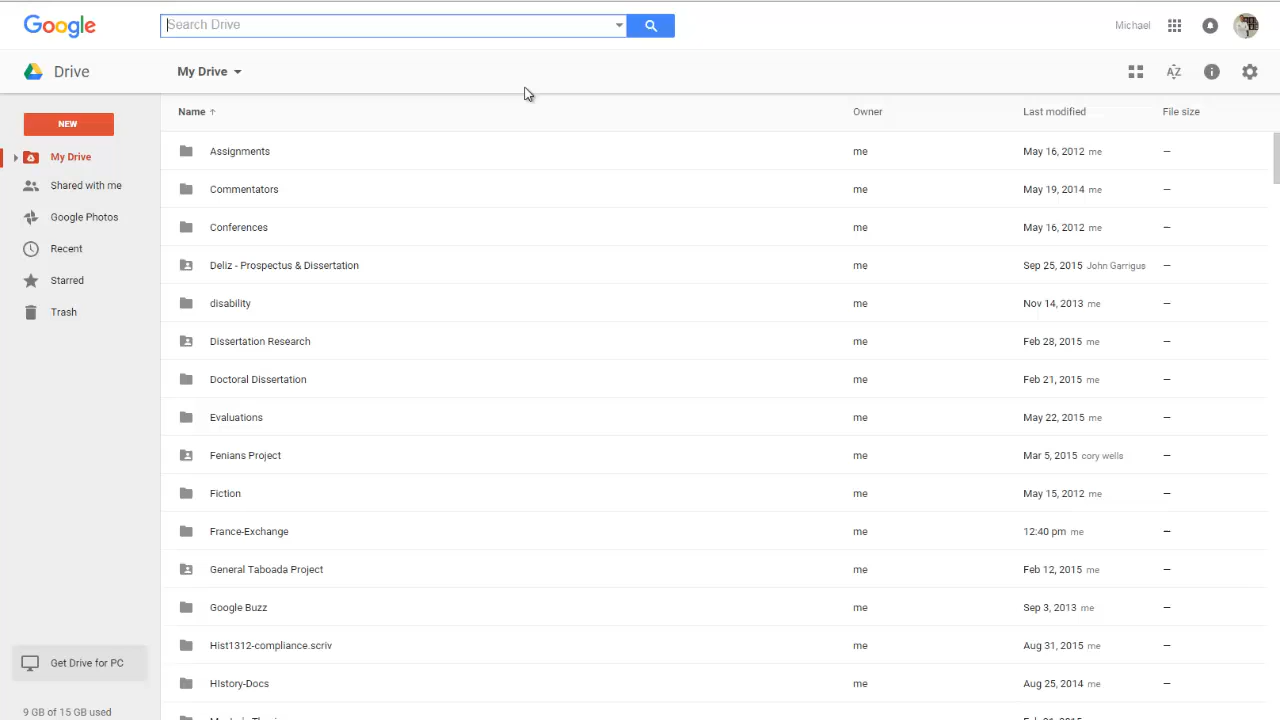 Google
Search Drive
Michael
Drive
My Drive
AZ
NEW
My Drive
Shared with me
Google Photos
Recent
Starred
Trash
Get Drive for PC
9 GB of 15 GB used
Name Owner Last modified File size
Assignments me May 16, 2012 me —
Commentators me May 19, 2014 me —
Conferences me May 16, 2012 me —
Deliz - Prospectus & Dissertation me Sep 25, 2015 John Garrigus —
disability me Nov 14, 2013 me —
Dissertation Research me Feb 28, 2015 me —
Doctoral Dissertation me Feb 21, 2015 me —
Evaluations me May 22, 2015 me —
Fenians Project me Mar 5, 2015 cory wells —
Fiction me May 15, 2012 me —
France-Exchange me 12:40 pm me —
General Taboada Project me Feb 12, 2015 me —
Google Buzz me Sep 3, 2013 me —
Hist1312-compliance.scriv me Aug 31, 2015 me —
HIstory-Docs me Aug 25, 2014 me —